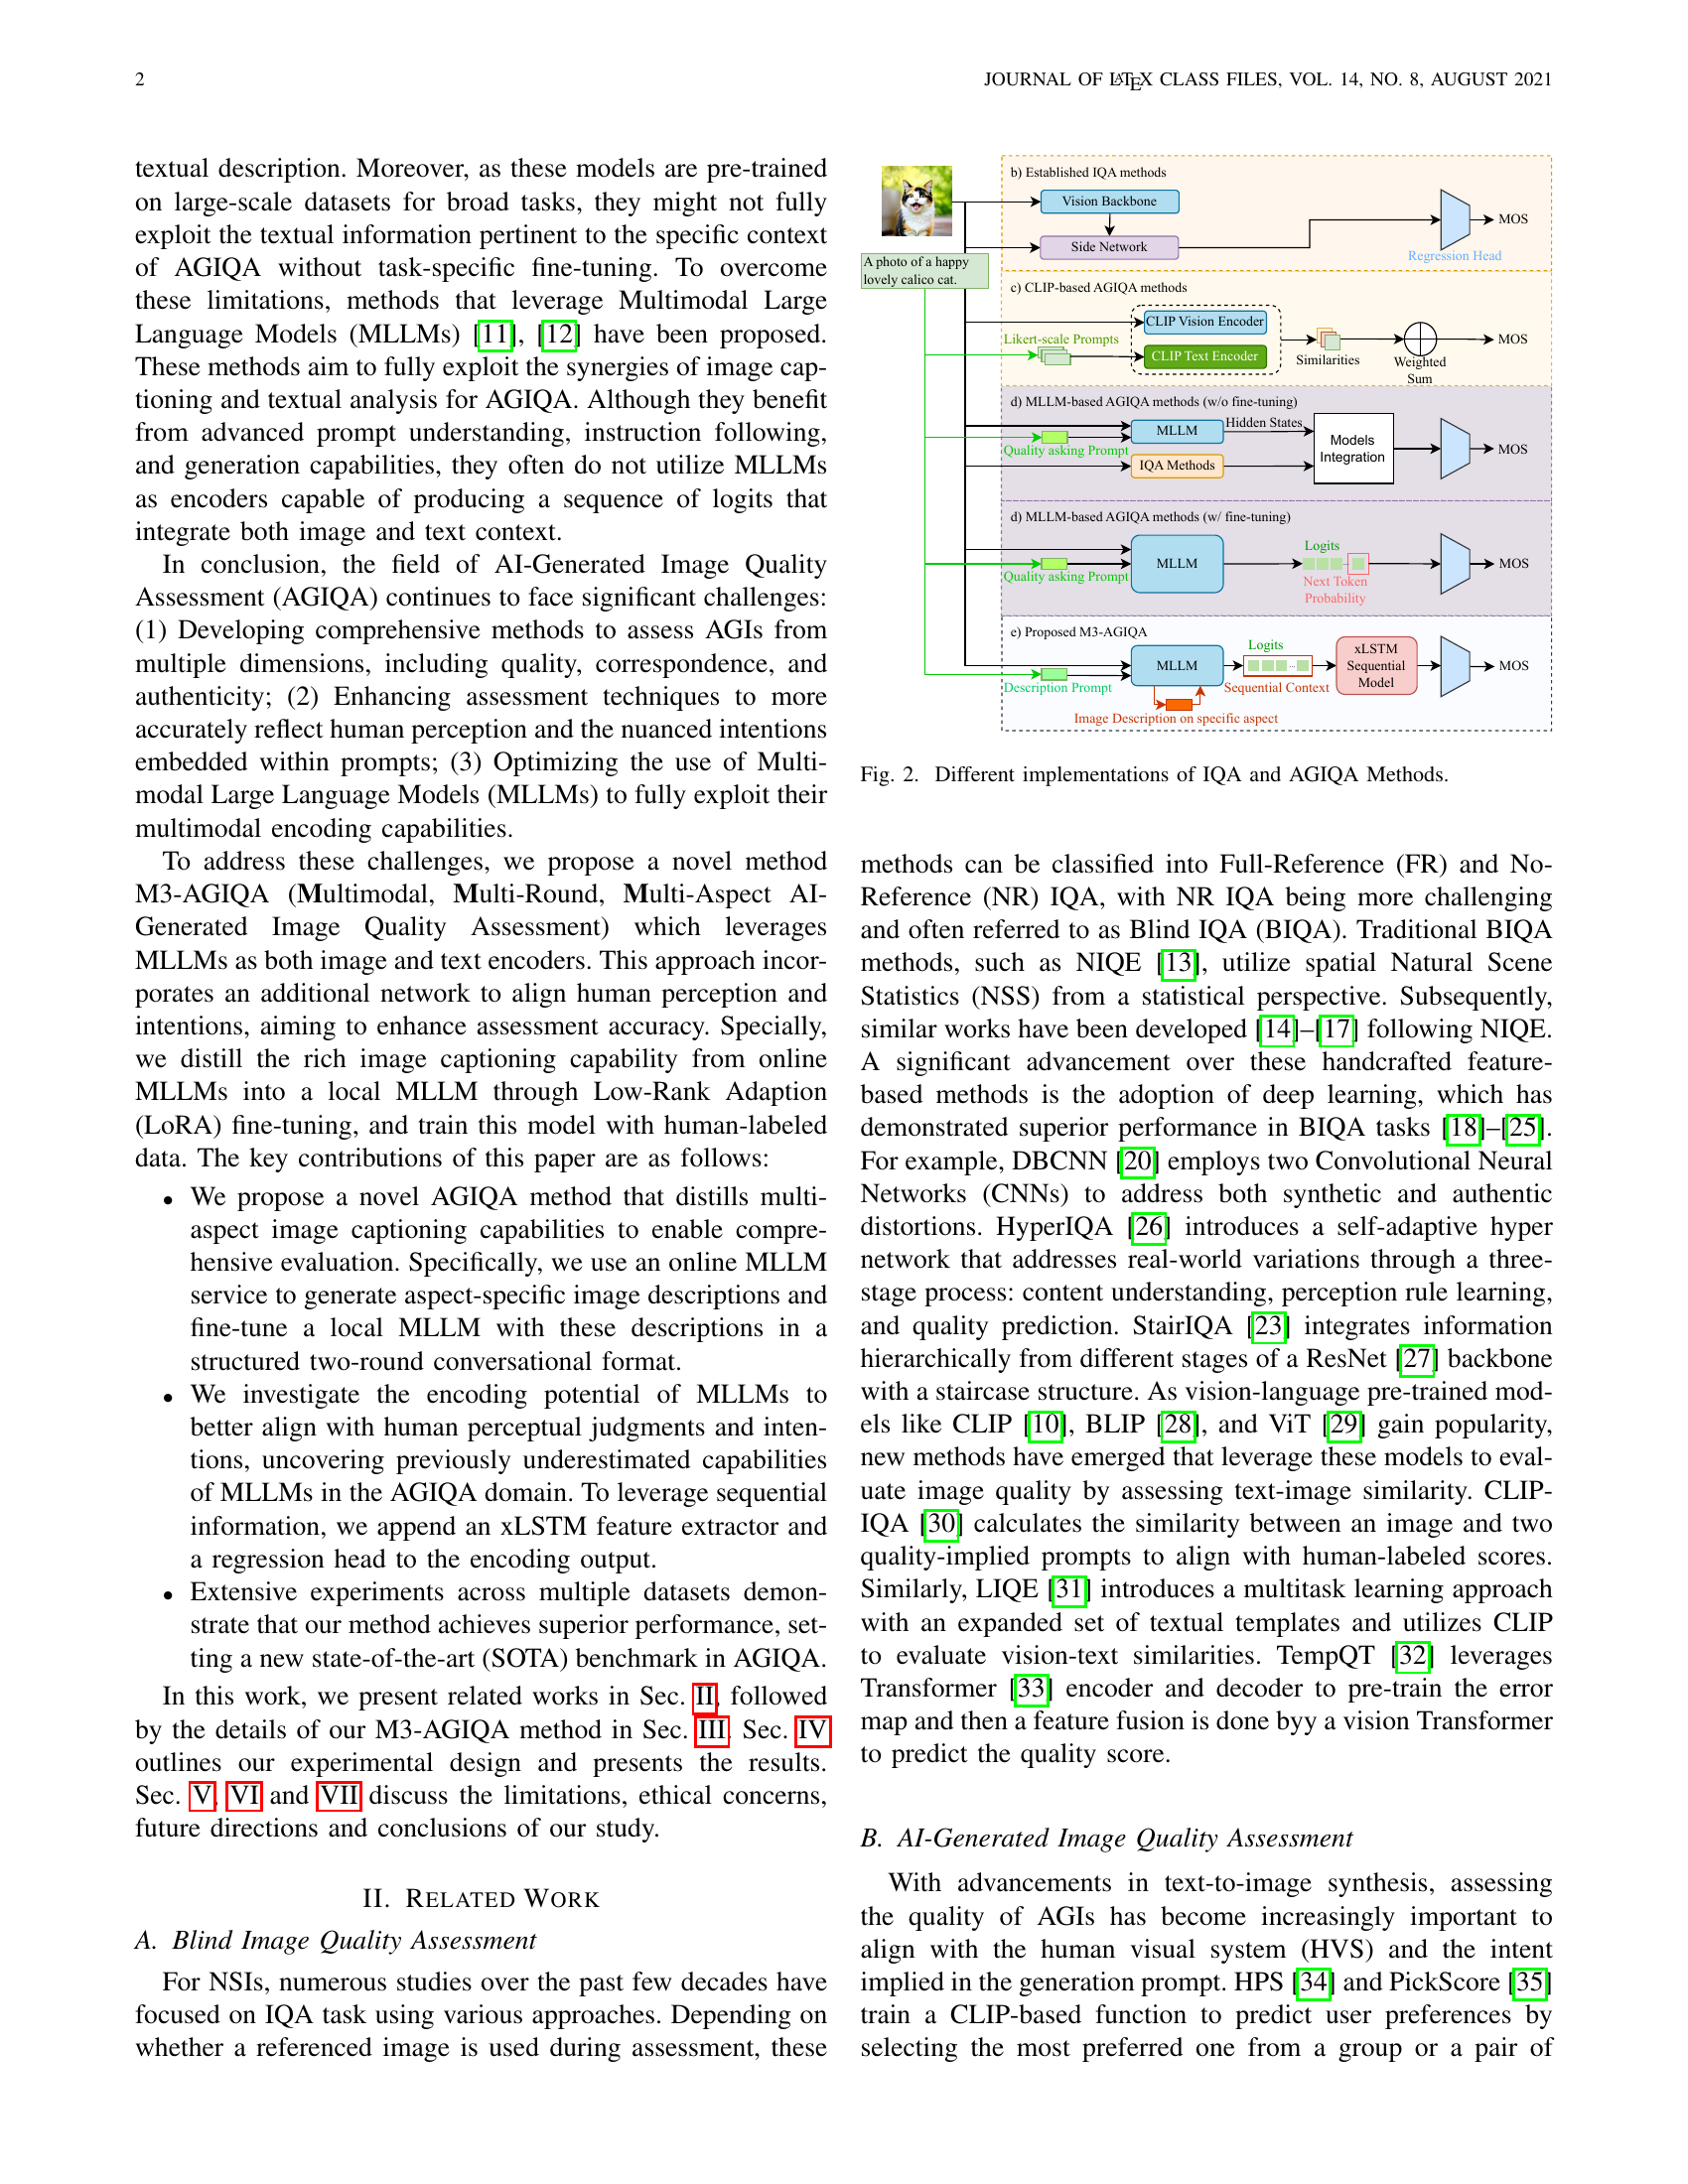 2
JOURNAL OF LATEX CLASS FILES, VOL. 14, NO. 8, AUGUST 2021
textual description. Moreover, as these models are pre-trained
on large-scale datasets for broad tasks, they might not fully
exploit the textual information pertinent to the specific context
of AGIQA without task-specific fine-tuning. To overcome
these limitations, methods that leverage Multimodal Large
Language Models (MLLMs) [11], [12] have been proposed.
These methods aim to fully exploit the synergies of image cap-
tioning and textual analysis for AGIQA. Although they benefit
from advanced prompt understanding, instruction following,
and generation capabilities, they often do not utilize MLLMs
as encoders capable of producing a sequence of logits that
integrate both image and text context.
In conclusion, the field of AI-Generated Image Quality
Assessment (AGIQA) continues to face significant challenges:
(1) Developing comprehensive methods to assess AGIs from
multiple dimensions, including quality, correspondence, and
authenticity; (2) Enhancing assessment techniques to more
accurately reflect human perception and the nuanced intentions
embedded within prompts; (3) Optimizing the use of Multi-
modal Large Language Models (MLLMs) to fully exploit their
multimodal encoding capabilities.
To address these challenges, we propose a novel method
M3-AGIQA (Multimodal, Multi-Round, Multi-Aspect AI-
Generated Image Quality Assessment) which leverages
MLLMs as both image and text encoders. This approach incor-
porates an additional network to align human perception and
intentions, aiming to enhance assessment accuracy. Specially,
we distill the rich image captioning capability from online
MLLMs into a local MLLM through Low-Rank Adaption
(LoRA) fine-tuning, and train this model with human-labeled
data. The key contributions of this paper are as follows:
• We propose a novel AGIQA method that distills multi-
aspect image captioning capabilities to enable compre-
hensive evaluation. Specifically, we use an online MLLM
service to generate aspect-specific image descriptions and
fine-tune a local MLLM with these descriptions in a
structured two-round conversational format.
• We investigate the encoding potential of MLLMs to
better align with human perceptual judgments and inten-
tions, uncovering previously underestimated capabilities
of MLLMs in the AGIQA domain. To leverage sequential
information, we append an xLSTM feature extractor and
a regression head to the encoding output.
• Extensive experiments across multiple datasets demon-
strate that our method achieves superior performance, set-
ting a new state-of-the-art (SOTA) benchmark in AGIQA.
In this work, we present related works in Sec. II, followed
by the details of our M3-AGIQA method in Sec. III. Sec. IV
outlines our experimental design and presents the results.
Sec. V, VI and VII discuss the limitations, ethical concerns,
future directions and conclusions of our study.
II. RELATED WORK
A. Blind Image Quality Assessment
For NSIs, numerous studies over the past few decades have
focused on IQA task using various approaches. Depending on
whether a referenced image is used during assessment, these
A photo of a happy
lovely calico cat.
b) Established IQA methods
Vision Backbone
Side Network
MOS
Regression Head
c) CLIP-based AGIQA methods
CLIP Vision Encoder
Likert-scale Prompts
CLIP Text Encoder
Similarities
Weighted
Sum
MOS
d) MLLM-based AGIQA methods (w/o fine-tuning)
MLLM
Hidden States
Quality asking Prompt
IQA Methods
Models
Integration
MOS
d) MLLM-based AGIQA methods (w/ fine-tuning)
MLLM
Quality asking Prompt
Logits
...
Next Token
Probability
MOS
e) Proposed M3-AGIQA
MLLM
Description Prompt
Logits
...
Sequential Context
xLSTM
Sequential
Model
MOS
Image Description on specific aspect
Fig. 2. Different implementations of IQA and AGIQA Methods.
methods can be classified into Full-Reference (FR) and No-
Reference (NR) IQA, with NR IQA being more challenging
and often referred to as Blind IQA (BIQA). Traditional BIQA
methods, such as NIQE [13], utilize spatial Natural Scene
Statistics (NSS) from a statistical perspective. Subsequently,
similar works have been developed [14]–[17] following NIQE.
A significant advancement over these handcrafted feature-
based methods is the adoption of deep learning, which has
demonstrated superior performance in BIQA tasks [18]–[25].
For example, DBCNN [20] employs two Convolutional Neural
Networks (CNNs) to address both synthetic and authentic
distortions. HyperIQA [26] introduces a self-adaptive hyper
network that addresses real-world variations through a three-
stage process: content understanding, perception rule learning,
and quality prediction. StairIQA [23] integrates information
hierarchically from different stages of a ResNet [27] backbone
with a staircase structure. As vision-language pre-trained mod-
els like CLIP [10], BLIP [28], and ViT [29] gain popularity,
new methods have emerged that leverage these models to eval-
uate image quality by assessing text-image similarity. CLIP-
IQA [30] calculates the similarity between an image and two
quality-implied prompts to align with human-labeled scores.
Similarly, LIQE [31] introduces a multitask learning approach
with an expanded set of textual templates and utilizes CLIP
to evaluate vision-text similarities. TempQT [32] leverages
Transformer [33] encoder and decoder to pre-train the error
map and then a feature fusion is done byy a vision Transformer
to predict the quality score.
B. AI-Generated Image Quality Assessment
With advancements in text-to-image synthesis, assessing
the quality of AGIs has become increasingly important to
align with the human visual system (HVS) and the intent
implied in the generation prompt. HPS [34] and PickScore [35]
train a CLIP-based function to predict user preferences by
selecting the most preferred one from a group or a pair of